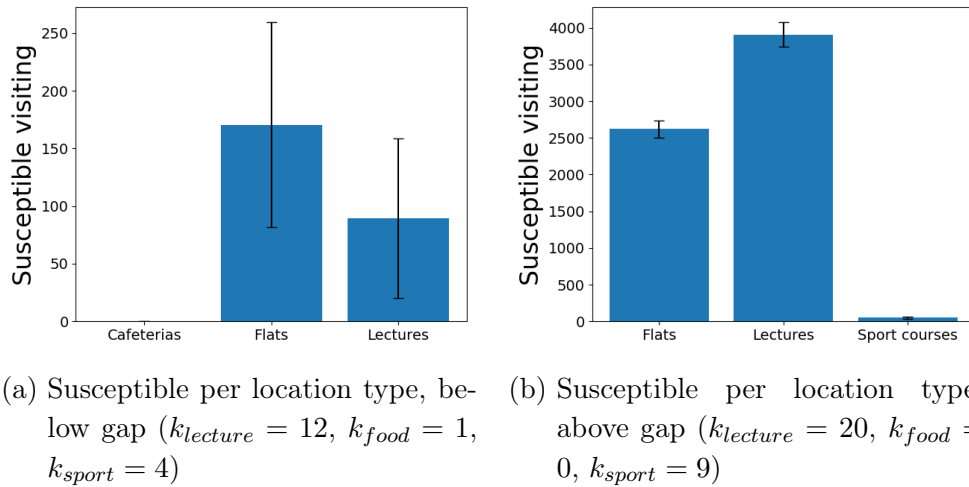 Susceptible visiting
250
200
150
100
50
0
Cafeterias Flats Lectures
Susceptible visiting
4000
3500
3000
2500
2000
1500
1000
500
0
Flats Lectures Sport courses
(a) Susceptible per location type, be-
low gap (k_lecture = 12, k_food = 1,
k_sport = 4)
(b) Susceptible per location type
above gap (k_lecture = 20, k_food =
0, k_sport = 9)